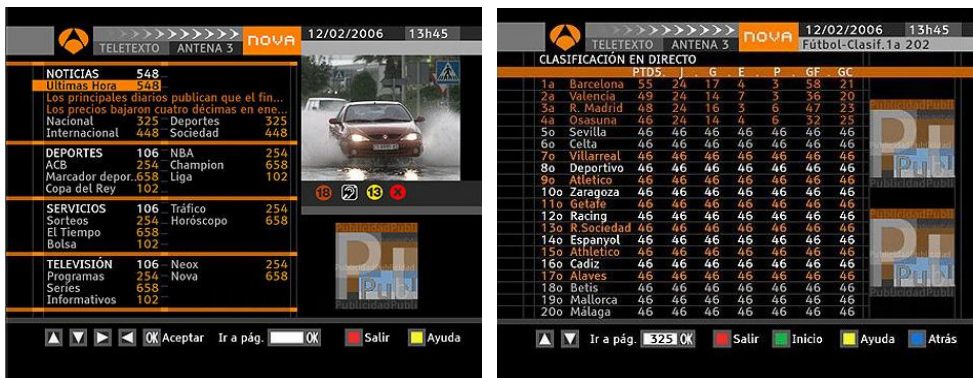 TELETEXTO ANTENA 3 nova 12/02/2006 13h45
NOTICIAS 548
Ultimas Hora 548
Los principales diarios publican que el fin...
Los precios bajaron cuatro décimas en ene...
Nacional 325 Deportes 325
Internacional 448 Sociedad 448
DEPORTES 106 NBA 254
ACB 254 Champion 658
Marcador depor..658 Liga 102
Copa del Rey 102
18 13 X
SERVICIOS 106 Tráfico 254
Sorteos 254 Horóscopo 658
El Tiempo 658
Bolsa 102
TELEVISIÓN 106 Neox 254
Programas 254 Nova 658
Series 658
Informativos 102
PublicidadPubli
Pu
Publi
PublicidadPubli
OK Aceptar Ir a pág. OK Salir Ayuda
TELETEXTO ANTENA 3 nova 12/02/2006 13h45
Fútbol-Clasif.1a 202
CLASIFICACIÓN EN DIRECTO
PTDS. J . G . E . P . GF . GC
1a Barcelona 55 24 17 4 3 58 21
2a Valencia 49 24 14 7 3 36 20
3a R. Madrid 48 24 16 3 6 47 23
4a Osasuna 46 24 14 4 6 32 25
5o Sevilla 46 46 46 46 46 46 46
6o Celta 46 46 46 46 46 46 46
7o Villarreal 46 46 46 46 46 46 46
8o Deportivo 46 46 46 46 46 46 46
9o Atletico 46 46 46 46 46 46 46
10o Zaragoza 46 46 46 46 46 46 46
11o Getafe 46 46 46 46 46 46 46
12o Racing 46 46 46 46 46 46 46
13o R.Sociedad 46 46 46 46 46 46 46
14o Espanyol 46 46 46 46 46 46 46
15o Athletico 46 46 46 46 46 46 46
16o Cadiz 46 46 46 46 46 46 46
17o Alaves 46 46 46 46 46 46 46
18o Betis 46 46 46 46 46 46 46
19o Mallorca 46 46 46 46 46 46 46
20o Málaga 46 46 46 46 46 46 46
PublicidadPubli
Pu
Publi
PublicidadPubli
PublicidadPubli
Pu
Publi
PublicidadPubli
Ir a pág. 325 OK Salir Inicio Ayuda Atrás